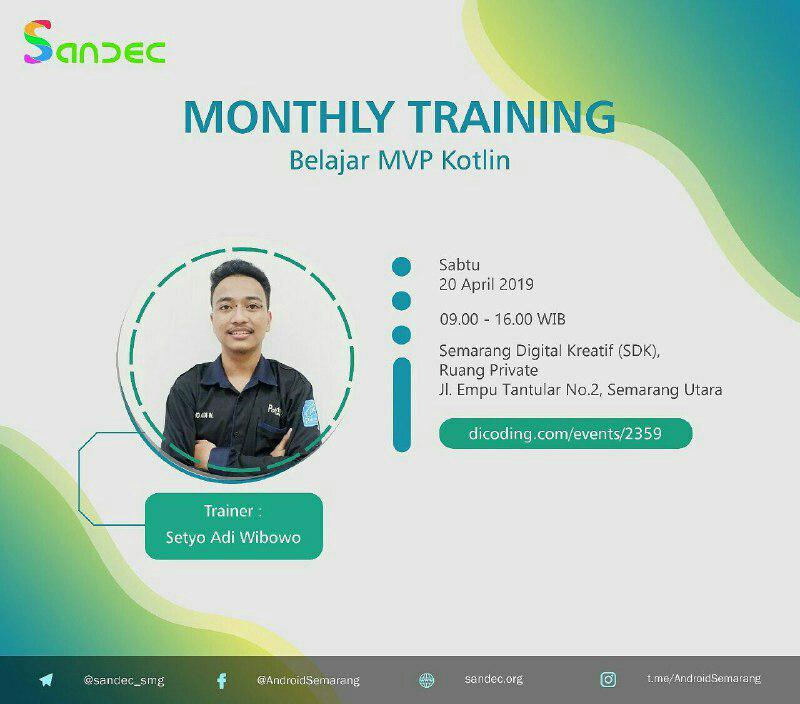 Sandec
MONTHLY TRAINING
Belajar MVP Kotlin
Sabtu
20 April 2019
09.00 - 16.00 WIB
Semarang Digital Kreatif (SDK),
Ruang Private
Jl. Empu Tantular No.2, Semarang Utara
dicoding.com/events/2359
Trainer :
Setyo Adi Wibowo
@sandec_smg
@AndroidSemarang
sandec.org
t.me/AndroidSemarang